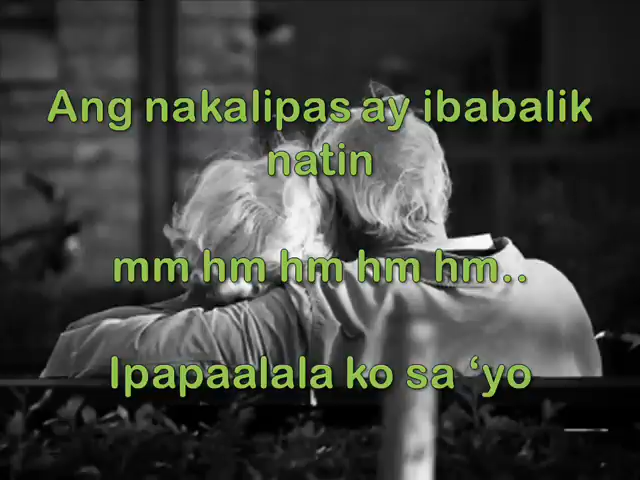 Ang nakalipas ay ibabalik
natin
mm hm hm hm hm..
Ipapaalala ko sa ‘yo